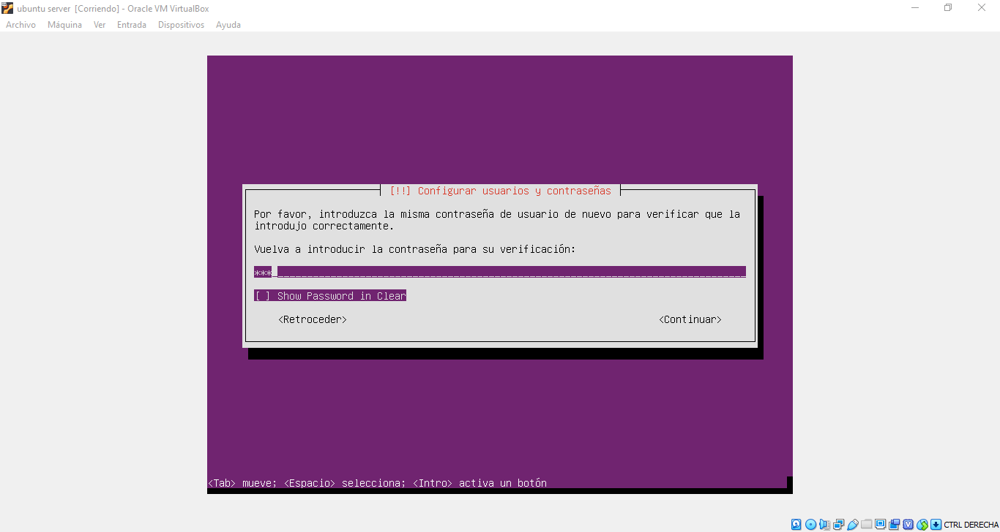 ubuntu server [Corriendo] - Oracle VM VirtualBox
Archivo Máquina Ver Entrada Dispositivos Ayuda
[!!] Configurar usuarios y contraseñas
Por favor, introduzca la misma contraseña de usuario de nuevo para verificar que la
introdujo correctamente.
Vuelva a introducir la contraseña para su verificación:
***
[ ] Show Password in Clear
<Retroceder> <Continuar>
<Tab> mueve; <Espacio> selecciona; <Intro> activa un botón
CTRL DERECHA